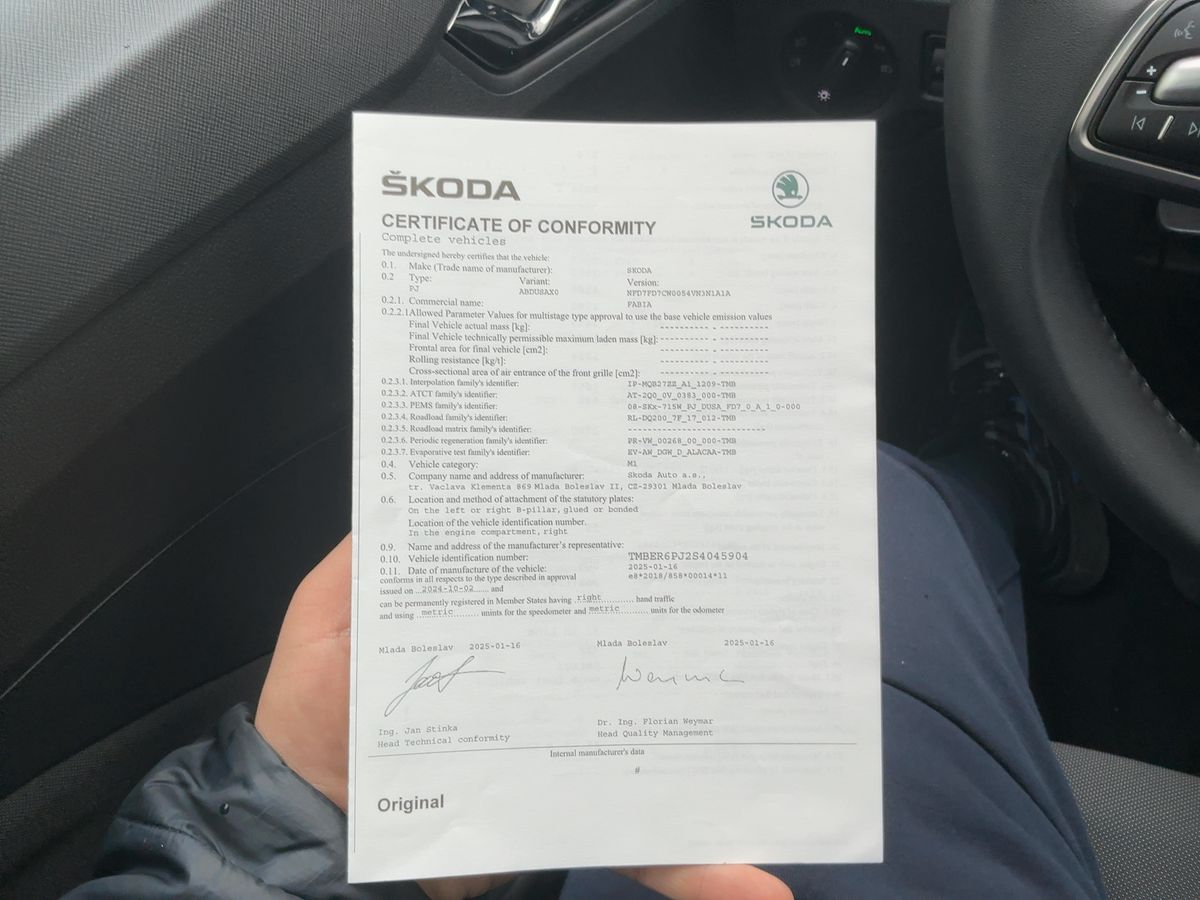 Auto
ŠKODA
ŠKODA
CERTIFICATE OF CONFORMITY
Complete vehicles
The undersigned hereby certifies that the vehicle:
0.1. Make (Trade name of manufacturer): SKODA
0.2 Type: Variant: Version:
PJ ABDUSAX0 NFD7FD7CW0054VN3N1A1A
0.2.1. Commercial name: FABIA
0.2.2.1 Allowed Parameter Values for multistage type approval to use the base vehicle emission values
Final Vehicle actual mass [kg]: ---------- - ----------
Final Vehicle technically permissible maximum laden mass [kg]: ---------- - ----------
Frontal area for final vehicle [cm2]: ---------- - ----------
Rolling resistance [kg/t]: ---------- - ----------
Cross-sectional area of air entrance of the front grille [cm2]: ---------- - ----------
0.2.3.1. Interpolation family's identifier: IP-MQB27ZZ_A1_1209-TMB
0.2.3.2. ATCT family's identifier: AT-2Q0_0V_0383_000-TMB
0.2.3.3. PEMS family's identifier: 08-SKx-715W_PJ_DUSA_FD7_0_A_1_0-000
0.2.3.4. Roadload family's identifier: RL-DQ200_7F_17_012-TMB
0.2.3.5. Roadload matrix family's identifier: ----------------------------
0.2.3.6. Periodic regeneration family's identifier: PR-VW_00268_00_000-TMB
0.2.3.7. Evaporative test family's identifier: EV-AW_DGW_D_ALACAA-TMB
0.4. Vehicle category: M1
0.5. Company name and address of manufacturer: Skoda Auto a.s.,
tr. Vaclava Klementa 869 Mlada Boleslav II, CZ-29301 Mlada Boleslav
0.6. Location and method of attachment of the statutory plates:
On the left or right B-pillar, glued or bonded
Location of the vehicle identification number.
In the engine compartment, right
0.9. Name and address of the manufacturer's representative:
0.10. Vehicle identification number: TMBER6PJ2S4045904
0.11. Date of manufacture of the vehicle: 2025-01-16
conforms in all respects to the type described in approval e8*2018/858*00014*11
issued on ...2024-10-02...... and
can be permanently registered in Member States having right.......... hand traffic
and using ..metric.......... unints for the speedometer and metric............ units for the odometer
Mlada Boleslav 2025-01-16 Mlada Boleslav 2025-01-16
Ing. Jan Stinka Dr. Ing. Florian Weymar
Head Technical conformity Head Quality Management
Internal manufacturer's data
#
Original